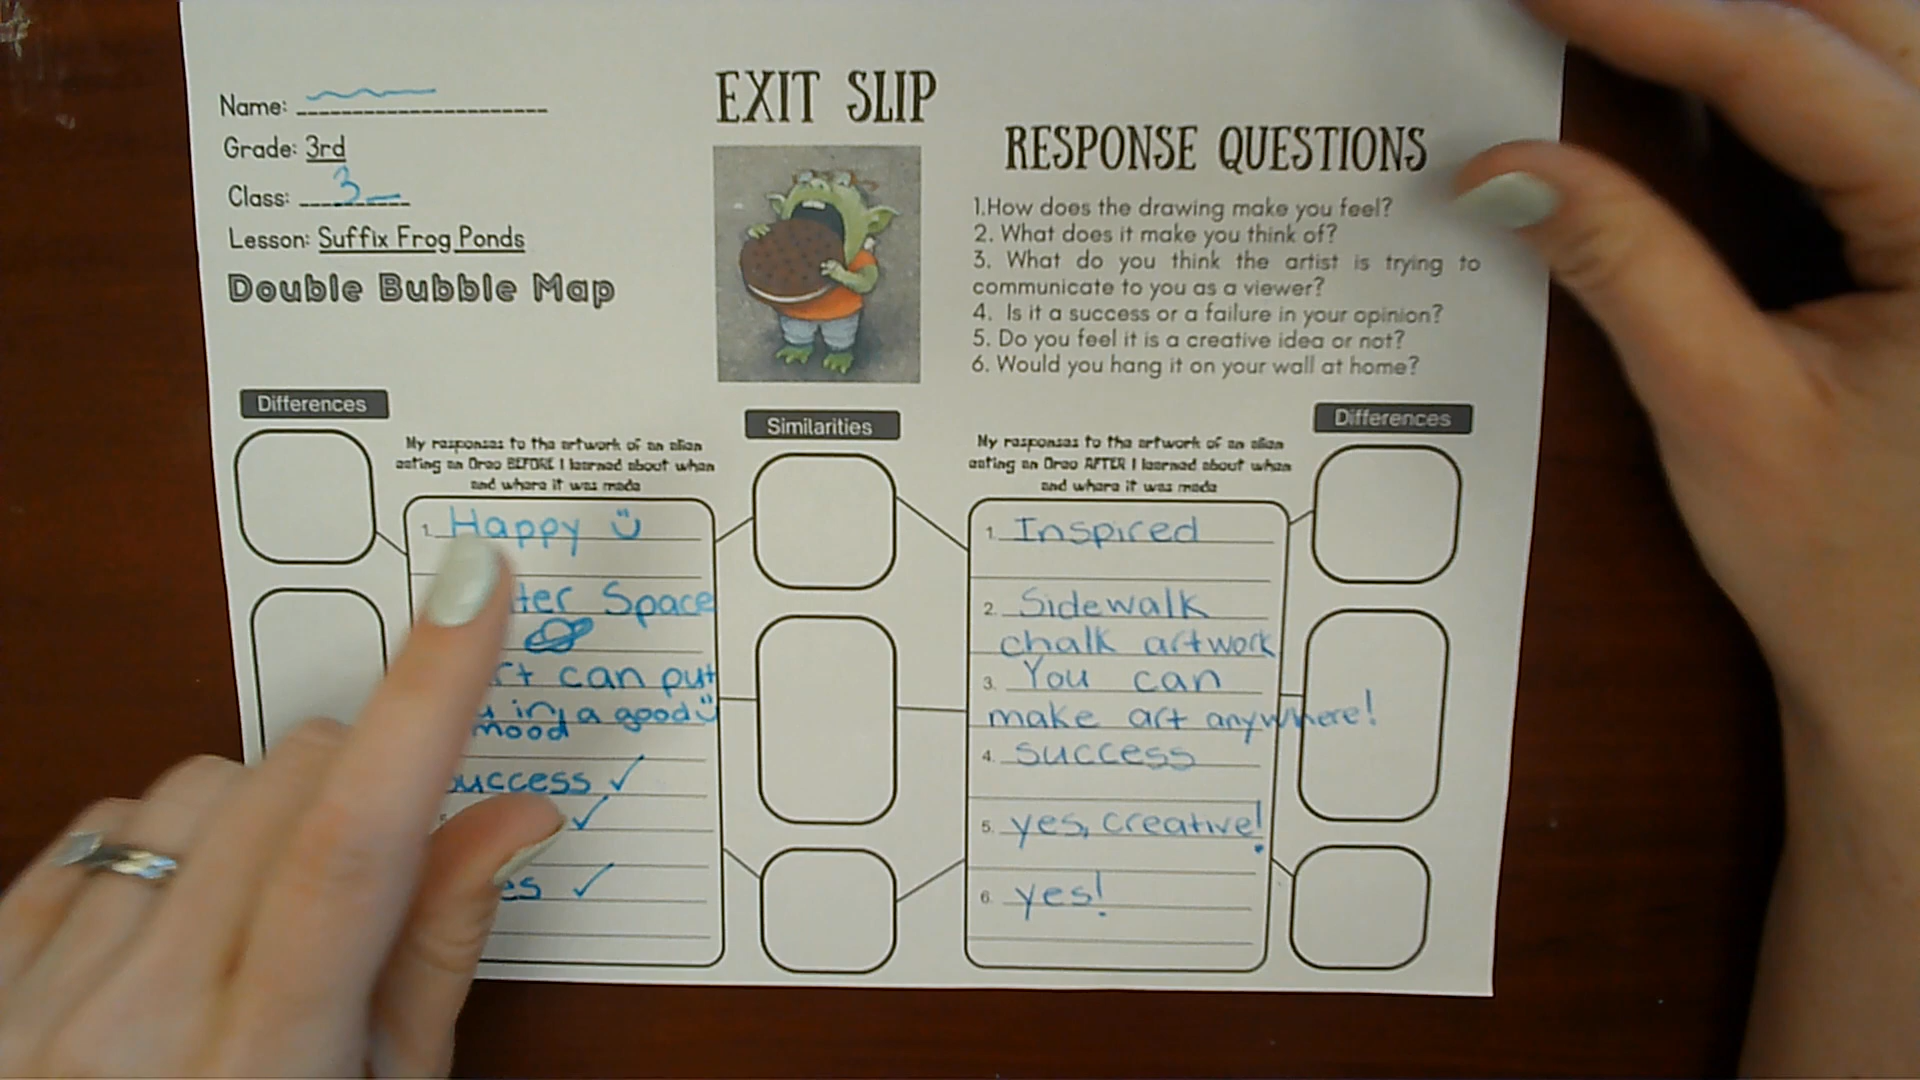 Name:
Grade: 3rd
Class: 3
Lesson: Suffix Frog Ponds
Double Bubble Map
EXIT SLIP
RESPONSE QUESTIONS
1.How does the drawing make you feel?
2. What does it make you think of?
3. What do you think the artist is trying to
communicate to you as a viewer?
4. Is it a success or a failure in your opinion?
5. Do you feel it is a creative idea or not?
6. Would you hang it on your wall at home?
Differences
My responses to the artwork of an alien
eating an Oreo BEFORE I learned about when
and where it was made
1. Happy
Space
can put
in a good
mood
success ✓
5. ✓
✓
Similarities
My responses to the artwork of an alien
eating an Oreo AFTER I learned about when
and where it was made
1. Inspired
2. Sidewalk
chalk artwork
3. You can
make art anywhere!
4. success
5. yes, creative!
6. yes!
Differences